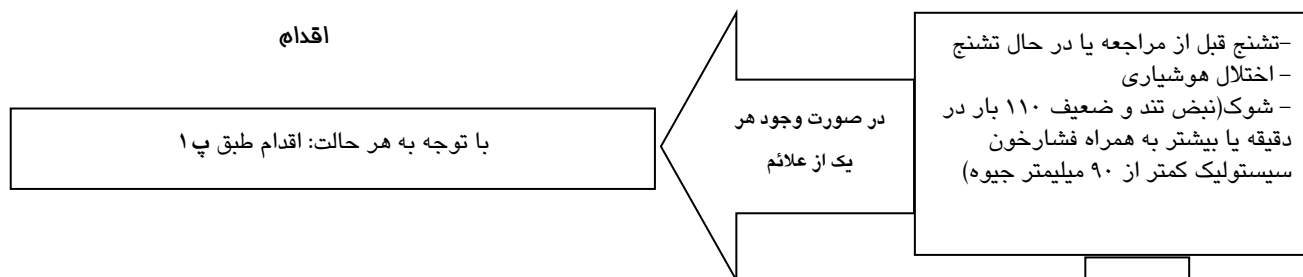 -تشنج قبل از مراجعه یا در حال تشنج
- اختلال هوشیاری
- شوک(نبض تند و ضعیف ۱۱۰ بار در
دقیقه یا بیشتر به همراه فشارخون
سیستولیک کمتر از ۹۰ میلیمتر جیوه)
در صورت وجود هر
یک از علائم
اقدام
با توجه به هر حالت: اقدام طبق پ۱